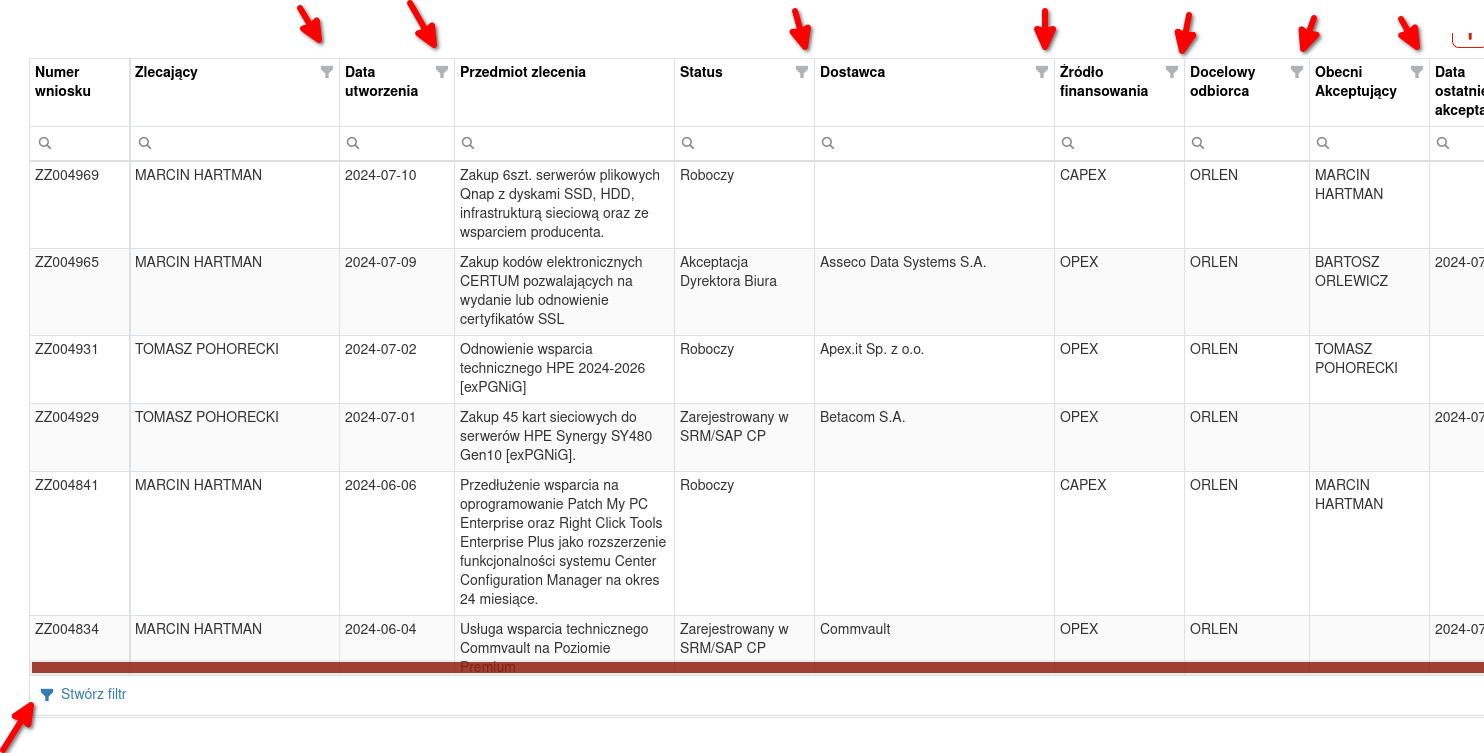 Numer wniosku
Zlecający
Data utworzenia
Przedmiot zlecenia
Status
Dostawca
Źródło finansowania
Docelowy odbiorca
Obecni Akceptujący
Data
ZZ004969
MARCIN HARTMAN
2024-07-10
Zakup 6szt. serwerów plikowych
Qnap z dyskami SSD, HDD,
infrastrukturą sieciową oraz ze
wsparciem producenta.
Roboczy
CAPEX
ORLEN
MARCIN
HARTMAN
ZZ004965
MARCIN HARTMAN
2024-07-09
Zakup kodów elektronicznych
CERTUM pozwalających na
wydanie lub odnowienie
certyfikatów SSL
Akceptacja
Dyrektora Biura
Asseco Data Systems S.A.
OPEX
ORLEN
BARTOSZ
ORLEWICZ
2024-07
ZZ004931
TOMASZ POHORECKI
2024-07-02
Odnowienie wsparcia
technicznego HPE 2024-2026
[exPGNiG]
Roboczy
Apex.it Sp. z o.o.
OPEX
ORLEN
TOMASZ
POHORECKI
ZZ004929
TOMASZ POHORECKI
2024-07-01
Zakup 45 kart sieciowych do
serwerów HPE Synergy SY480
Gen10 [exPGNiG].
Zarejestrowany w
SRM/SAP CP
Betacom S.A.
OPEX
ORLEN
2024-07
ZZ004841
MARCIN HARTMAN
2024-06-06
Przedłużenie wsparcia na
oprogramowanie Patch My PC
Enterprise oraz Right Click Tools
Enterprise Plus jako rozszerzenie
funkcjonalności systemu Center
Configuration Manager na okres
24 miesiące.
Roboczy
CAPEX
ORLEN
MARCIN
HARTMAN
ZZ004834
MARCIN HARTMAN
2024-06-04
Usługa wsparcia technicznego
Commvault na Poziomie
Premium
Zarejestrowany w
SRM/SAP CP
Commvault
OPEX
ORLEN
2024-07
Stwórz filtr